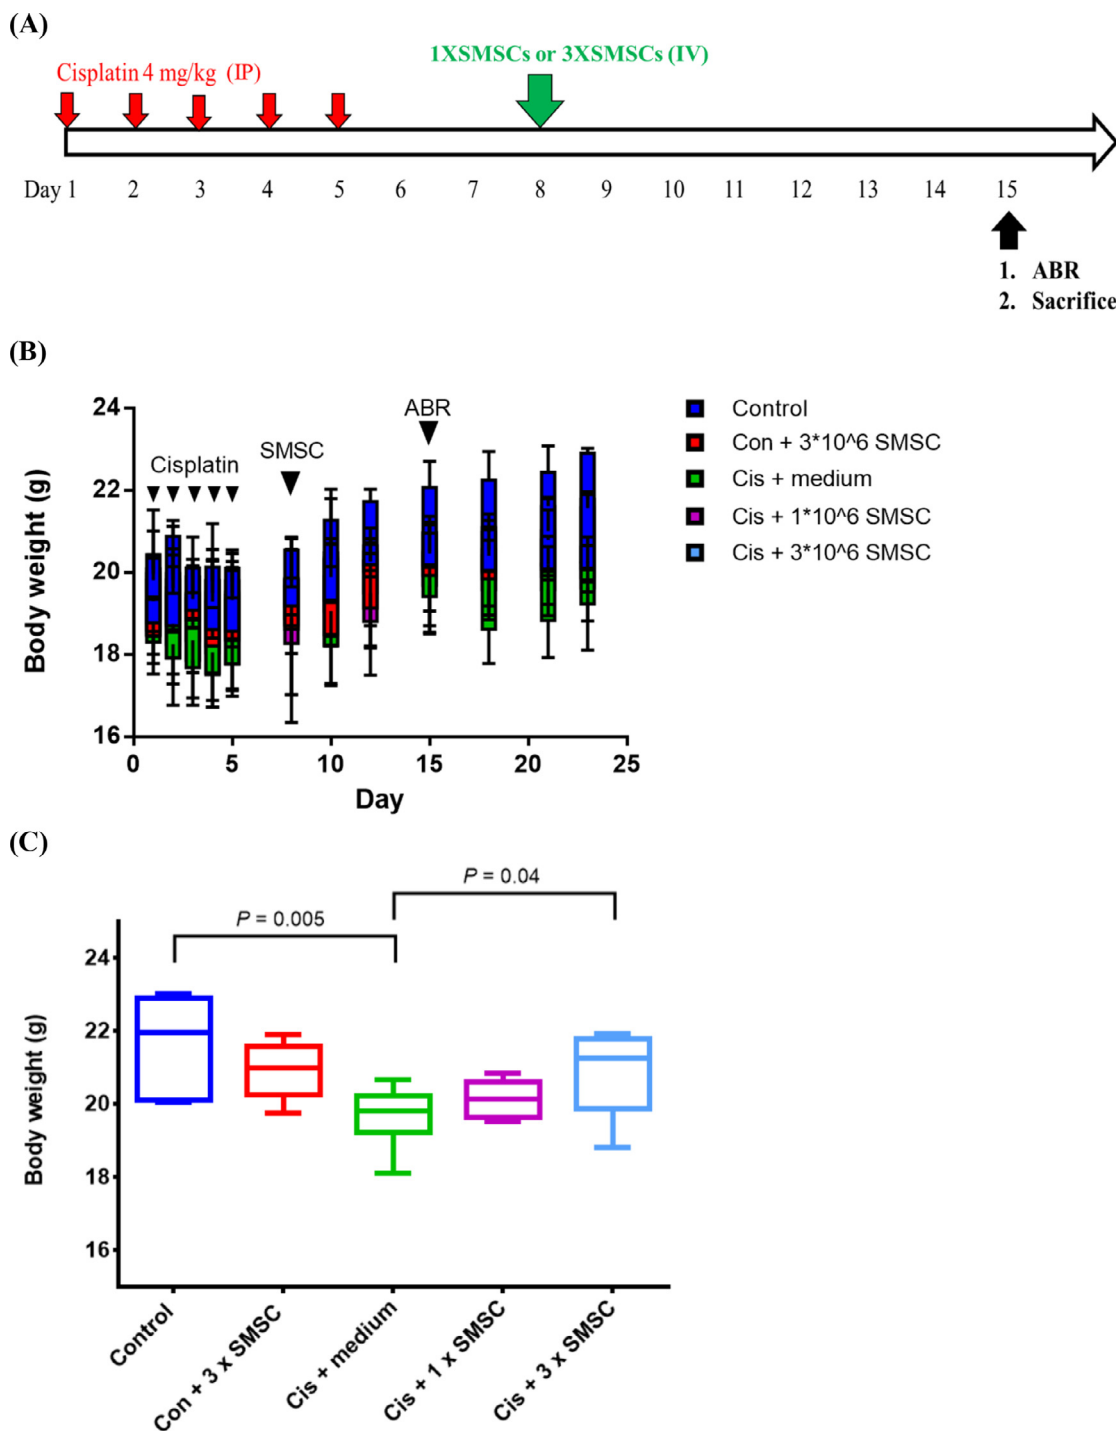 (A)
1XSMSCs or 3XSMSCs (IV)
Cisplatin 4 mg/kg (IP)
Day 1 2 3 4 5 6 7 8 9 10 11 12 13 14 15
1. ABR
2. Sacrifice
(B)
24
22
20
18
16
0 5 10 15 20 25
Body weight (g)
Day
Cisplatin
SMSC
ABR
Control
Con + 3*10^6 SMSC
Cis + medium
Cis + 1*10^6 SMSC
Cis + 3*10^6 SMSC
(C)
P = 0.04
P = 0.005
24
22
20
18
16
Body weight (g)
Control
Con + 3 x SMSC
Cis + medium
Cis + 1 x SMSC
Cis + 3 x SMSC